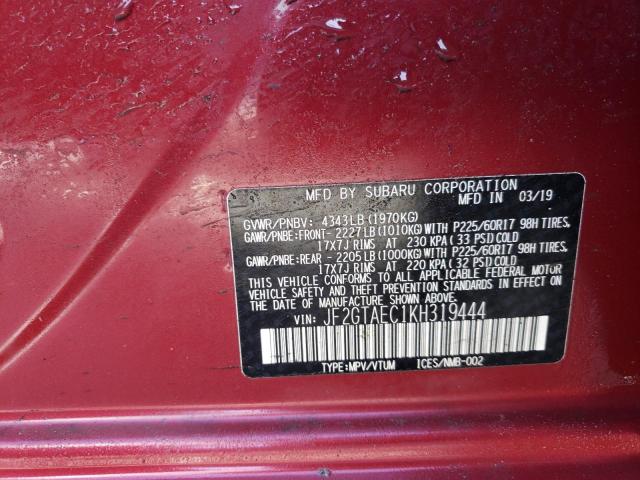 MFD BY SUBARU CORPORATION
MFD IN 03/19
GVWR/PNBV: 4343LB(1970KG)
GAWR/PNBE:FRONT- 2227LB(1010KG)WITH P225/60R17 98H TIRES,
17X7J RIMS AT 230 KPA(33 PSI)COLD
GAWR/PNBE:REAR - 2205LB(1000KG)WITH P225/60R17 98H TIRES,
17X7J RIMS AT 220 KPA(32 PSI)COLD
THIS VEHICLE CONFORMS TO ALL APPLICABLE FEDERAL MOTOR
VEHICLE SAFETY AND THEFT PREVENTION STANDARDS IN EFFECT ON
THE DATE OF MANUFACTURE SHOWN ABOVE.
VIN: JF2GTAEC1KH319444
TYPE:MPV/VTUM ICES/NMB-002